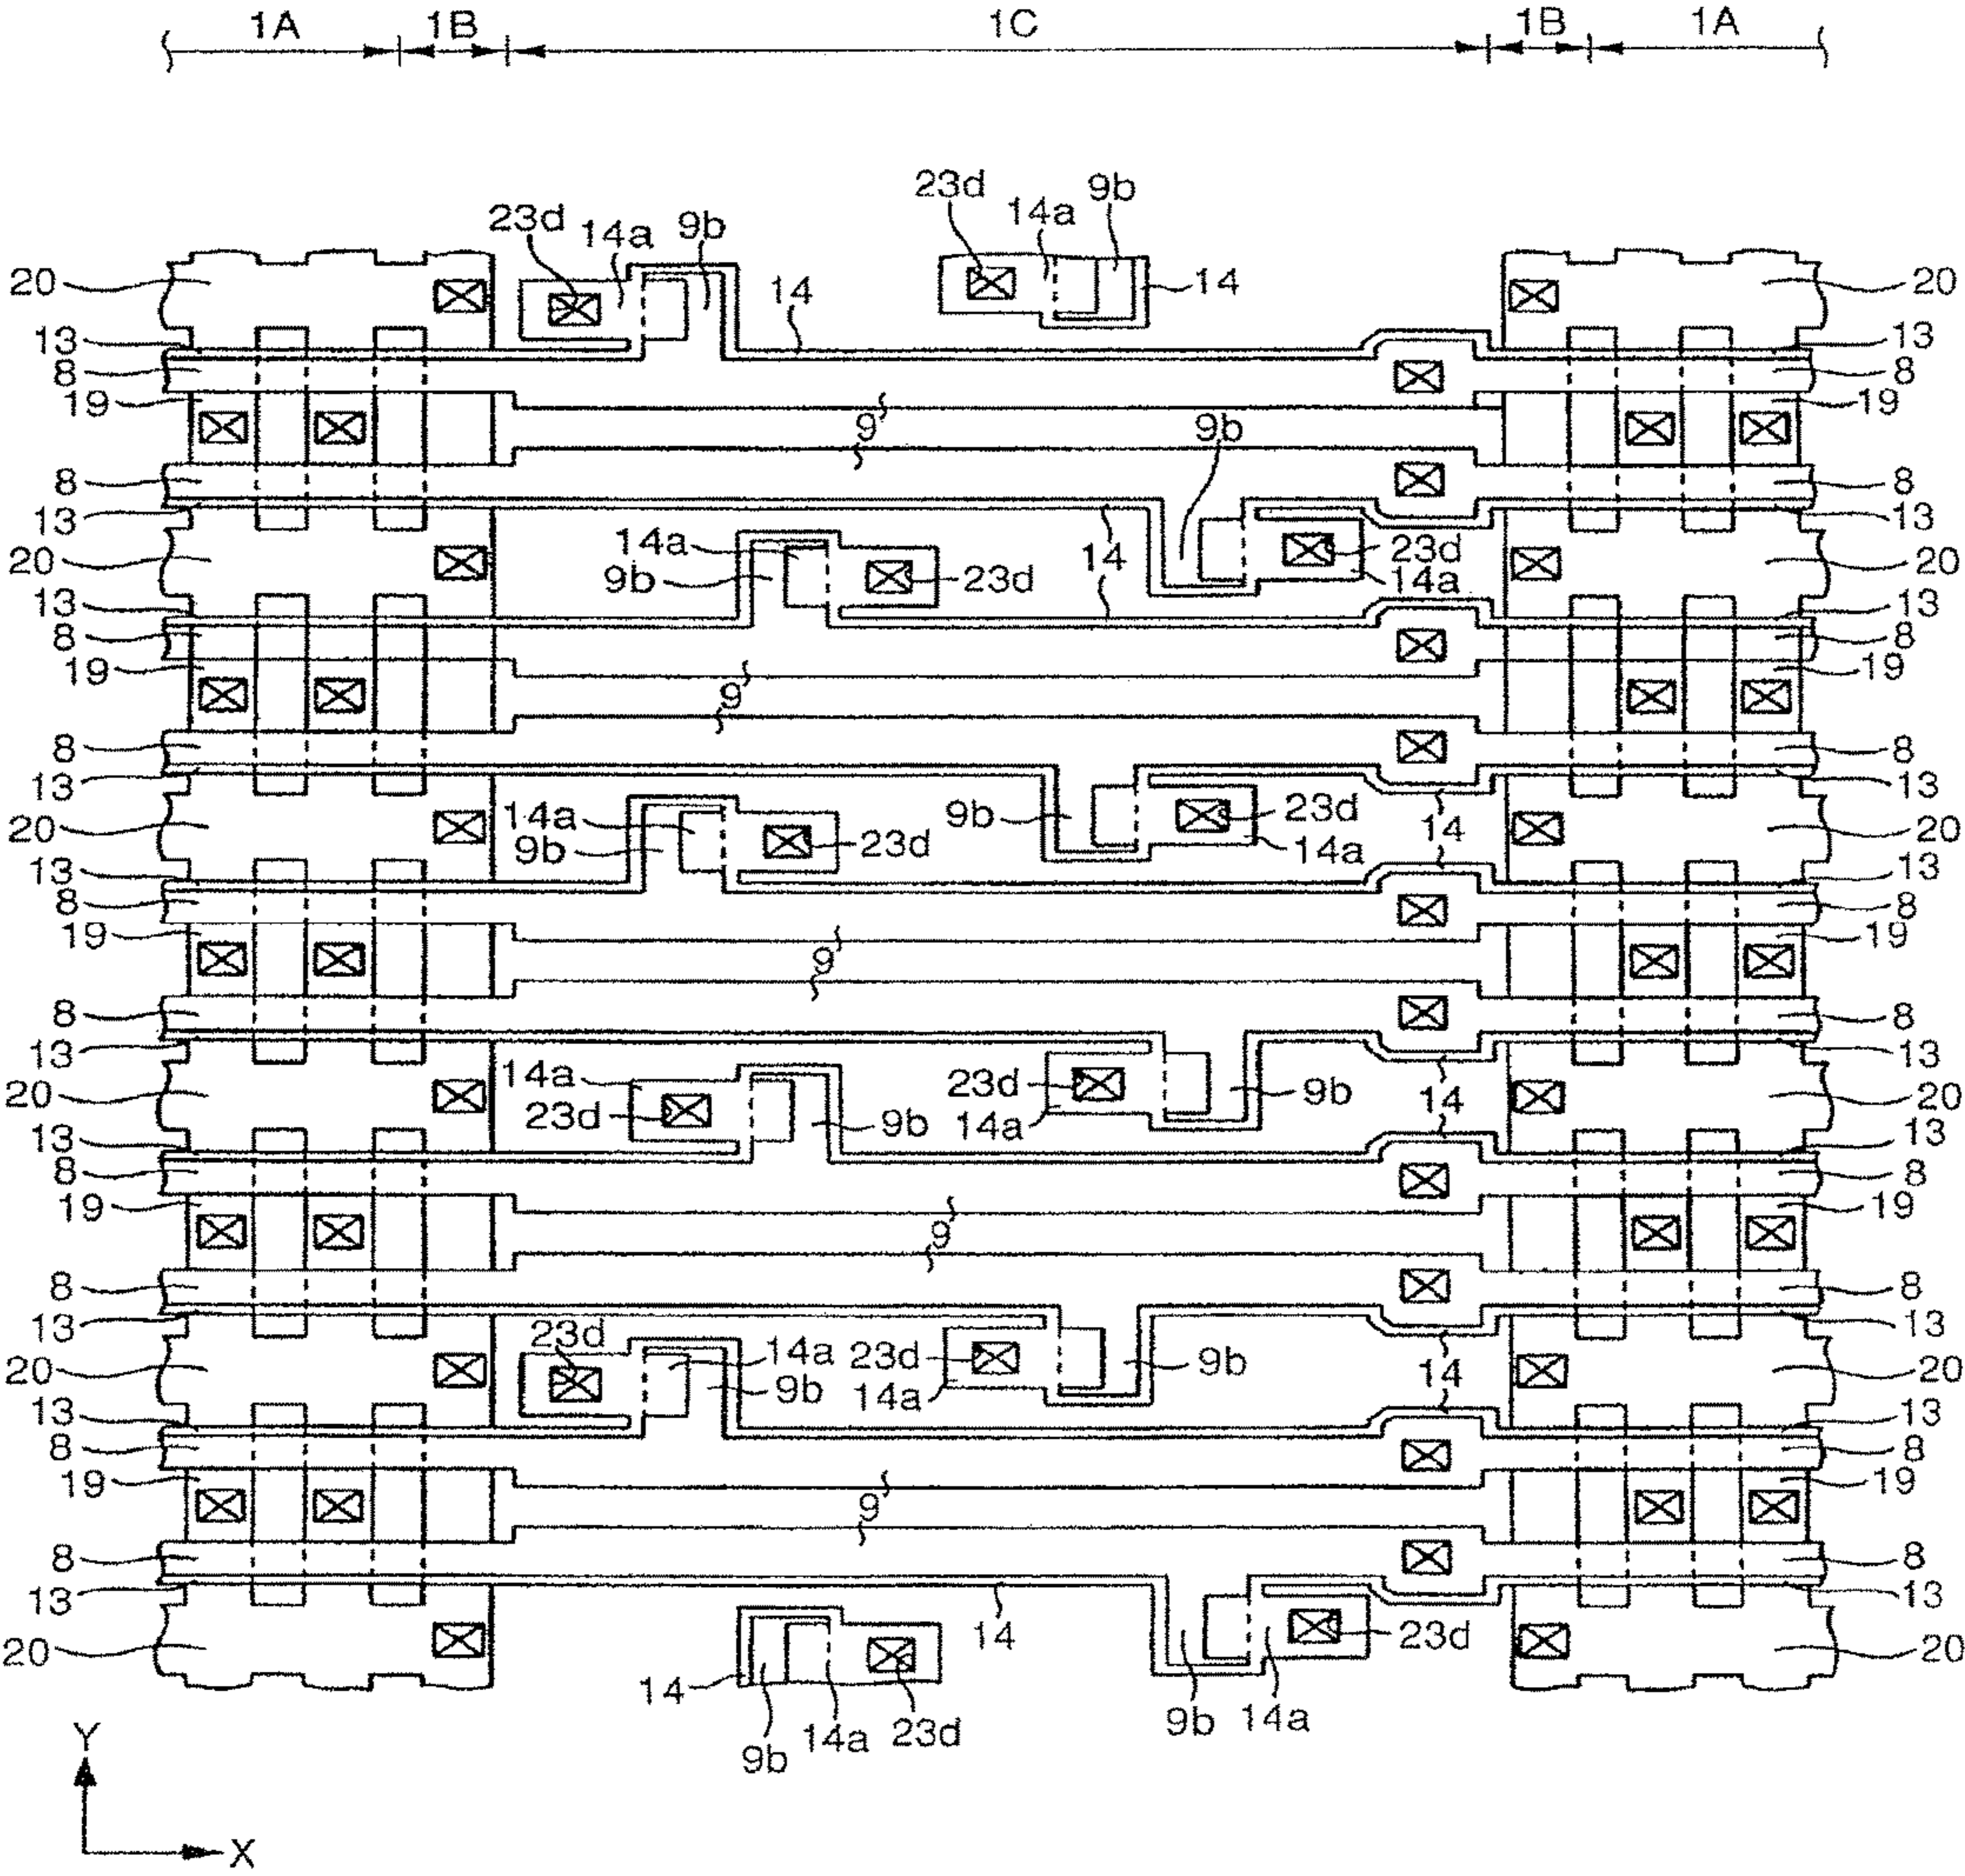 1A 1B 1C 1B 1A
23d 9b
23d 14a 9b 14a
20 14 14 20
13 13
8 8
19 19
9
9 9b
8 8
13 14 13
14a 23d
20 9b 23d 14 14a 20
13 13
8 8
19 19
9
8 8
13 13
14a 9b 23d 14
20 9b 23d 14a 20
13 14 13
8 8
19 19
9
8 8
13 13
14a 23d 14
20 23d 9b 14a 9b 14 20
13 14 13
8 8
19 19
9
8 8
13 13
23d 14a 23d 9b 14
20 9b 14a 14 20
13 13
8 8
19 19
9
8 8
13 13
20 14 23d 20
14 9b 14a
9b 14a 23d
Y
X